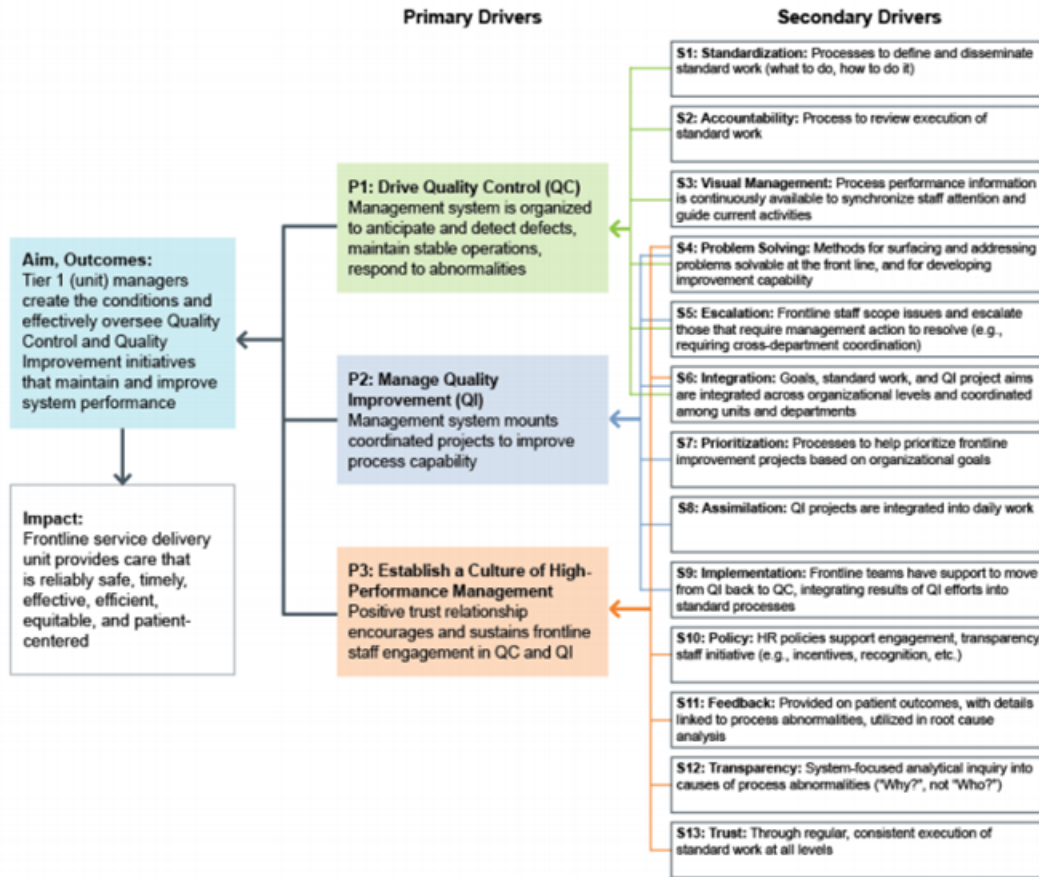 Primary Drivers
Secondary Drivers
Aim, Outcomes:
Tier 1 (unit) managers
create the conditions and
effectively oversee Quality
Control and Quality
Improvement initiatives
that maintain and improve
system performance
Impact:
Frontline service delivery
unit provides care that
is reliably safe, timely,
effective, efficient,
equitable, and patient-
centered
P1: Drive Quality Control (QC)
Management system is organized
to anticipate and detect defects,
maintain stable operations,
respond to abnormalities
P2: Manage Quality
Improvement (QI)
Management system mounts
coordinated projects to improve
process capability
P3: Establish a Culture of High-
Performance Management
Positive trust relationship
encourages and sustains frontline
staff engagement in QC and QI
S1: Standardization: Processes to define and disseminate
standard work (what to do, how to do it)
S2: Accountability: Process to review execution of
standard work
S3: Visual Management: Process performance information
is continuously available to synchronize staff attention and
guide current activities
S4: Problem Solving: Methods for surfacing and addressing
problems solvable at the front line, and for developing
improvement capability
S5: Escalation: Frontline staff scope issues and escalate
those that require management action to resolve (e.g.,
requiring cross-department coordination)
S6: Integration: Goals, standard work, and QI project aims
are integrated across organizational levels and coordinated
among units and departments
S7: Prioritization: Processes to help prioritize frontline
improvement projects based on organizational goals
S8: Assimilation: QI projects are integrated into daily work
S9: Implementation: Frontline teams have support to move
from QI back to QC, integrating results of QI efforts into
standard processes
S10: Policy: HR policies support engagement, transparency
staff initiative (e.g., incentives, recognition, etc.)
S11: Feedback: Provided on patient outcomes, with details
linked to process abnormalities, utilized in root cause
analysis
S12: Transparency: System-focused analytical inquiry into
causes of process abnormalities ("Why?", not "Who?")
S13: Trust: Through regular, consistent execution of
standard work at all levels